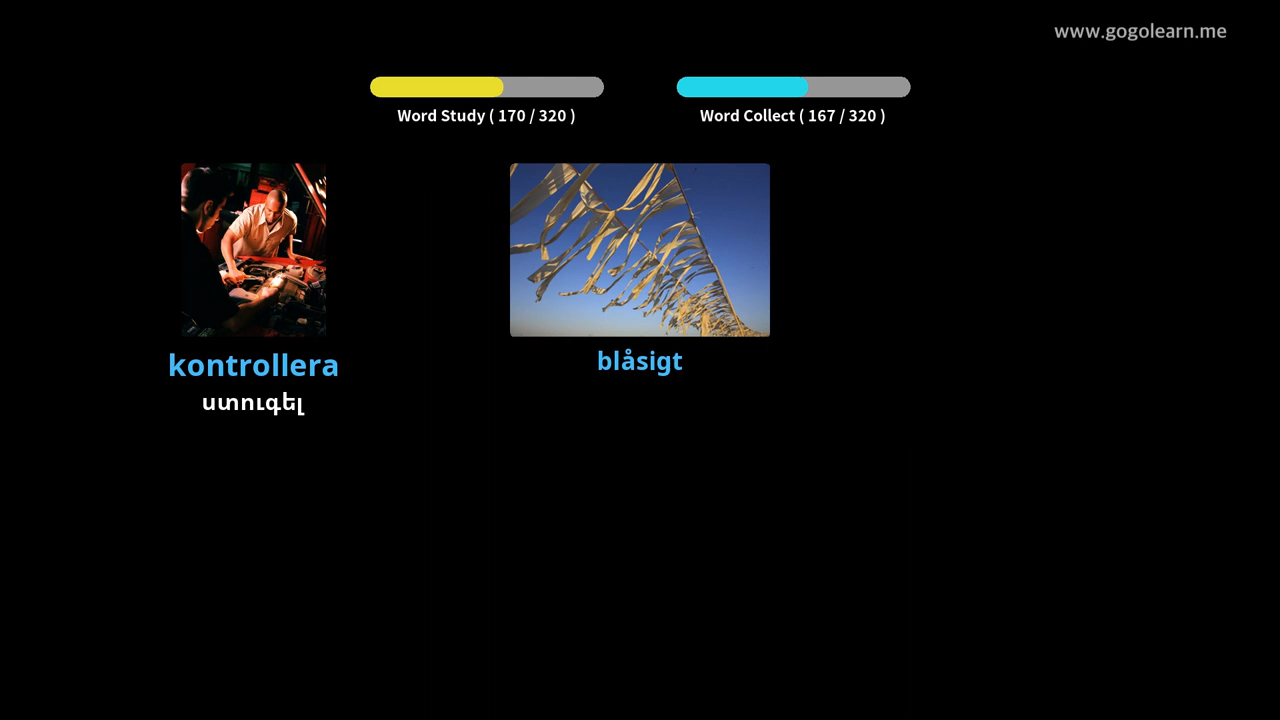 www.gogolearn.me
Word Study ( 170 / 320 )
Word Collect ( 167 / 320 )
kontrollera
ստուգել
blåsigt